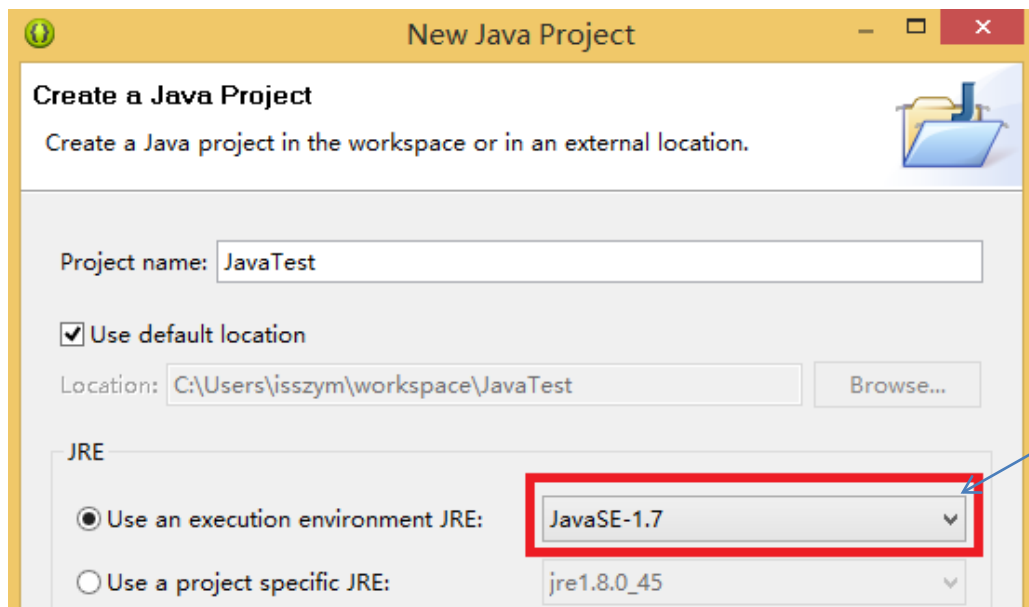 New Java Project
Create a Java Project
Create a Java project in the workspace or in an external location.
Project name: JavaTest
Use default location
Location: C:\Users\isszym\workspace\JavaTest Browse...
JRE
Use an execution environment JRE: JavaSE-1.7
Use a project specific JRE: jre1.8.0_45